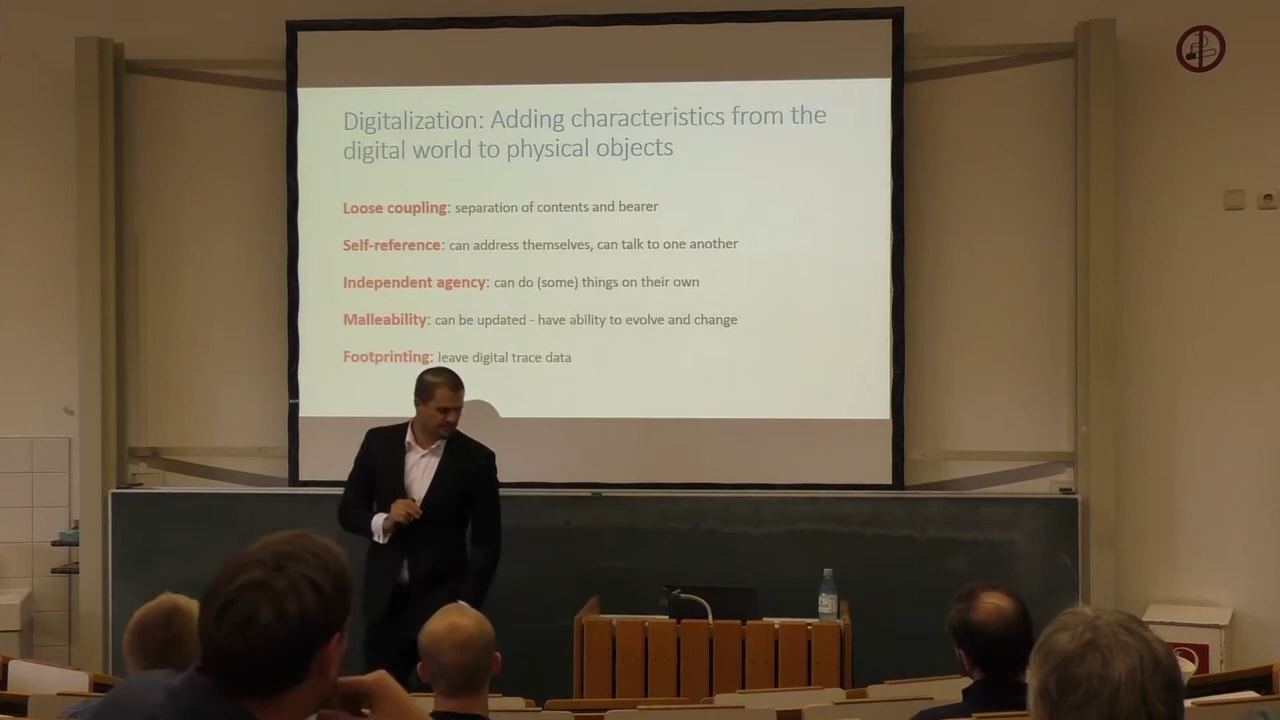 Digitalization: Adding characteristics from the
digital world to physical objects
Loose coupling: separation of contents and bearer
Self-reference: can address themselves, can talk to one another
Independent agency: can do (some) things on their own
Malleability: can be updated - have ability to evolve and change
Footprinting: leave digital trace data